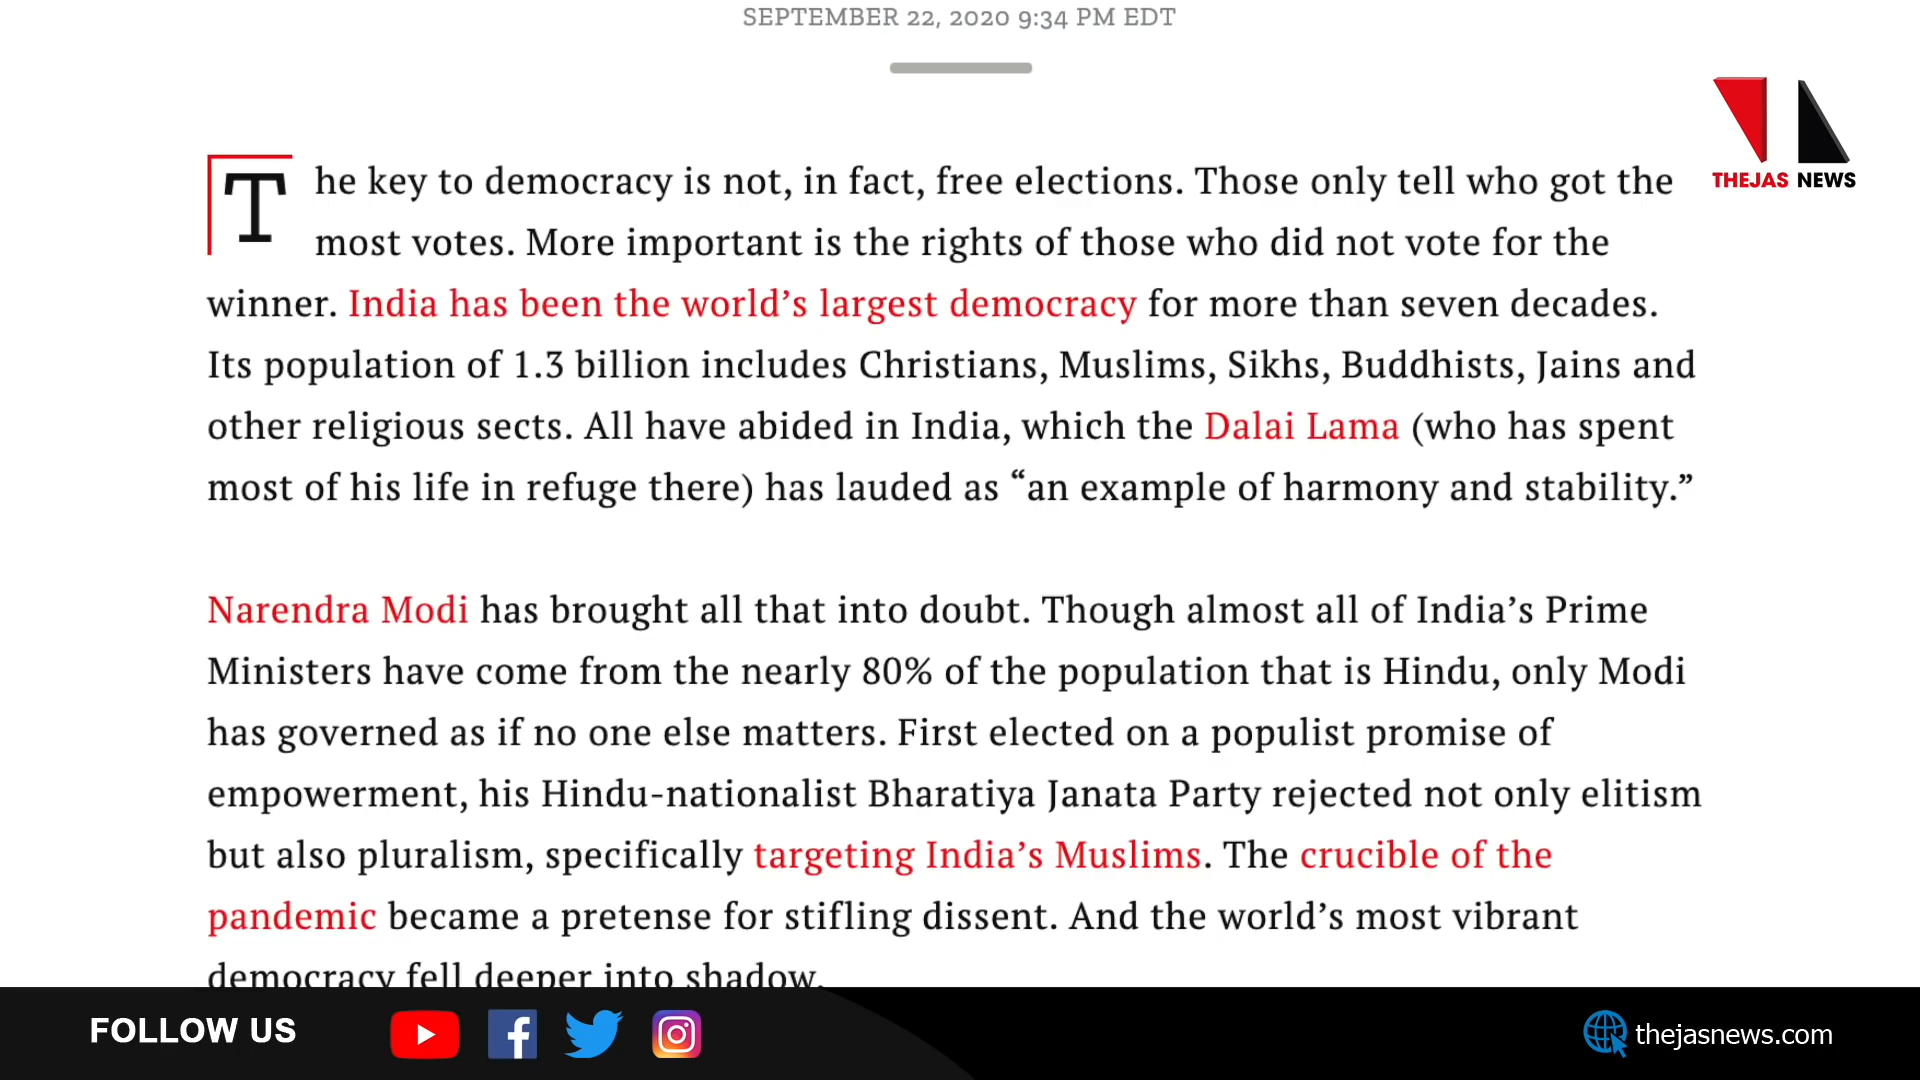 SEPTEMBER 22, 2020 9:34 PM EDT
THEJAS NEWS
The key to democracy is not, in fact, free elections. Those only tell who got the
most votes. More important is the rights of those who did not vote for the
winner. India has been the world’s largest democracy for more than seven decades.
Its population of 1.3 billion includes Christians, Muslims, Sikhs, Buddhists, Jains and
other religious sects. All have abided in India, which the Dalai Lama (who has spent
most of his life in refuge there) has lauded as “an example of harmony and stability.”
Narendra Modi has brought all that into doubt. Though almost all of India’s Prime
Ministers have come from the nearly 80% of the population that is Hindu, only Modi
has governed as if no one else matters. First elected on a populist promise of
empowerment, his Hindu-nationalist Bharatiya Janata Party rejected not only elitism
but also pluralism, specifically targeting India’s Muslims. The crucible of the
pandemic became a pretense for stifling dissent. And the world’s most vibrant
democracy fell deeper into shadow.
FOLLOW US
thejasnews.com